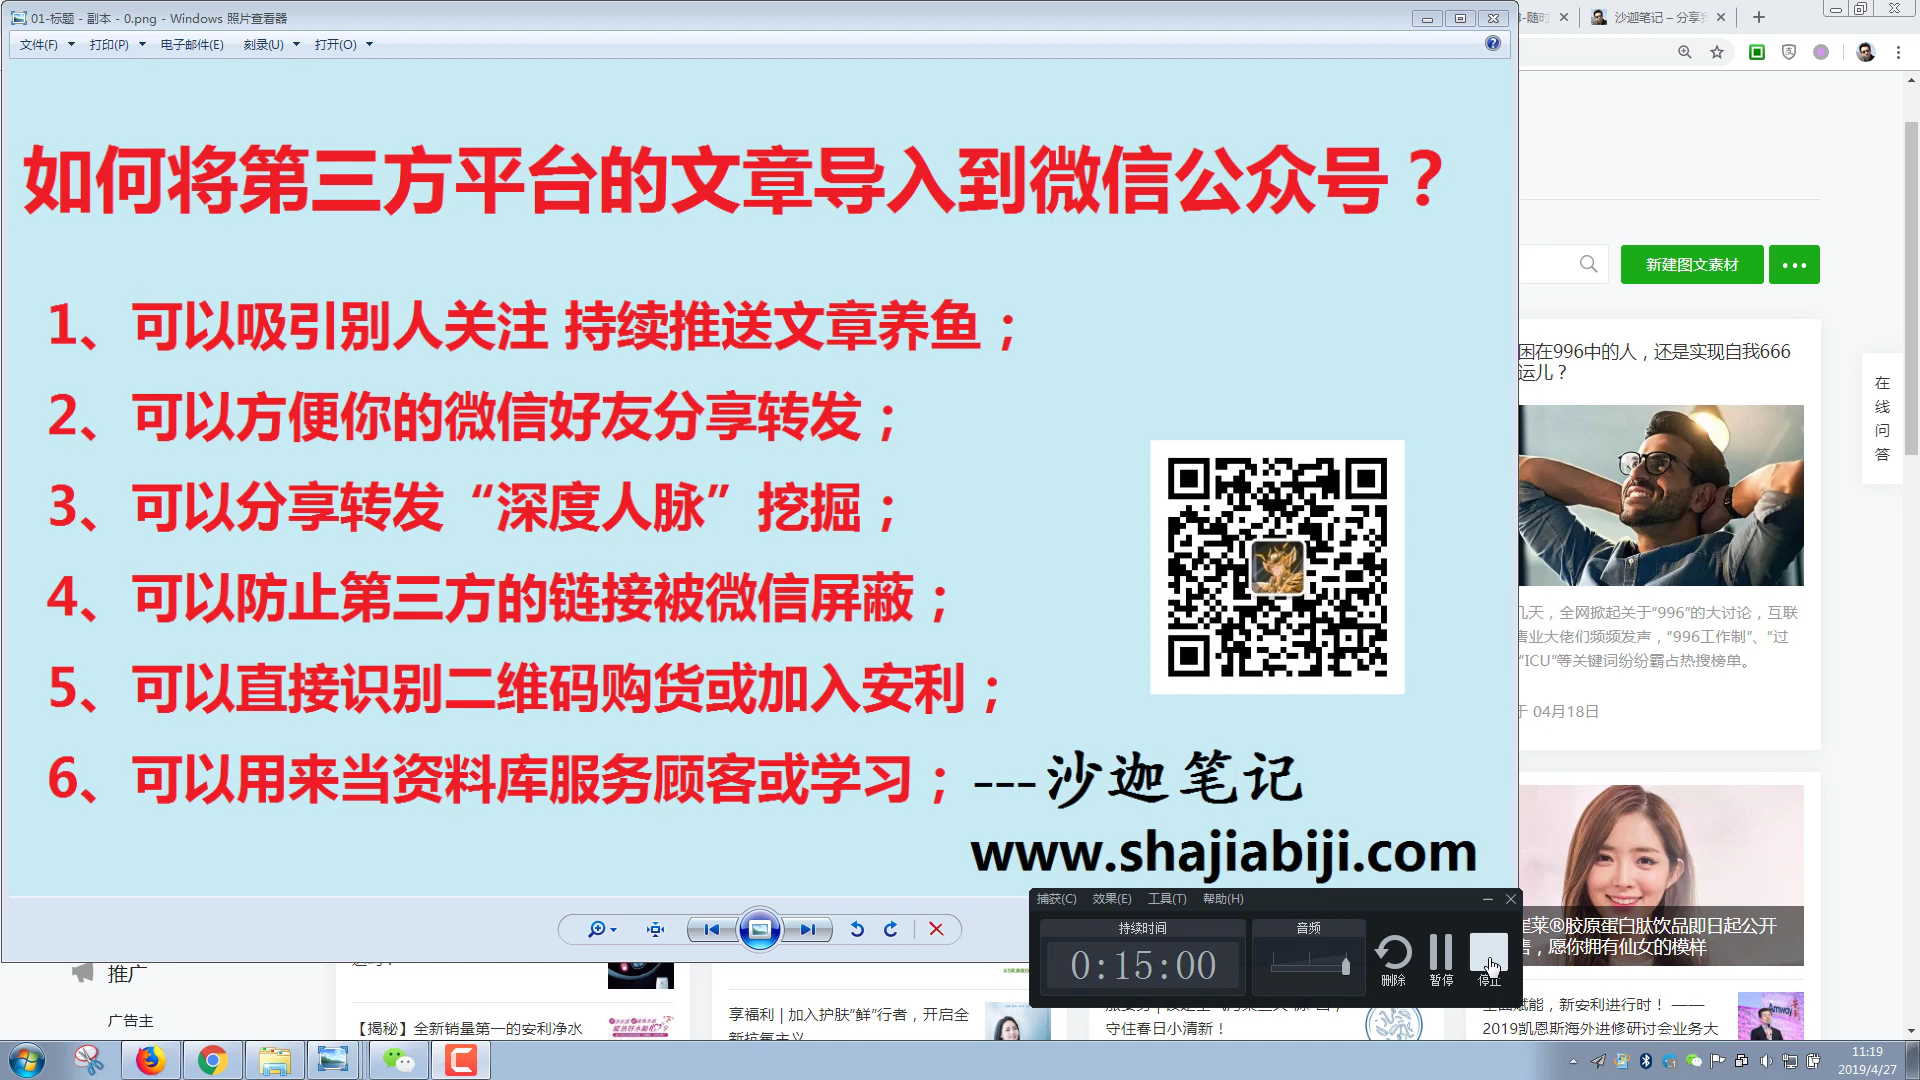 01-标题 - 副本 - 0.png - Windows 照片查看器
文件(F) 打印(P) 电子邮件(E) 刻录(U) 打开(O)
沙迦笔记 – 分享
如何将第三方平台的文章导入到微信公众号？
1、可以吸引别人关注 持续推送文章养鱼；
2、可以方便你的微信好友分享转发；
3、可以分享转发“深度人脉”挖掘；
4、可以防止第三方的链接被微信屏蔽；
5、可以直接识别二维码购货或加入安利；
6、可以用来当资料库服务顾客或学习；
---沙迦笔记
www.shajiabiji.com
新建图文素材
困在996中的人，还是实现自我666
运儿？
几天，全网掀起关于“996”的大讨论，互联
售业大佬们频频发声，“996工作制”、“过
“ICU”等关键词纷纷霸占热搜榜单。
于 04月18日
在
线
问
答
莱®胶原蛋白肽饮品即日起公开
，愿你拥有仙女的模样
赋能，新安利进行时！ ——
2019凯恩斯海外进修研讨会业务大
捕获(C) 效果(E) 工具(T) 帮助(H)
持续时间
0:15:00
音频
删除
暂停
停止
推广
广告主
【揭秘】全新销量第一的安利净水
享福利 | 加入护肤“鲜”行者，开启全
新抗氧主义
守住春日小清新！
Amway
11:19
2019/4/27